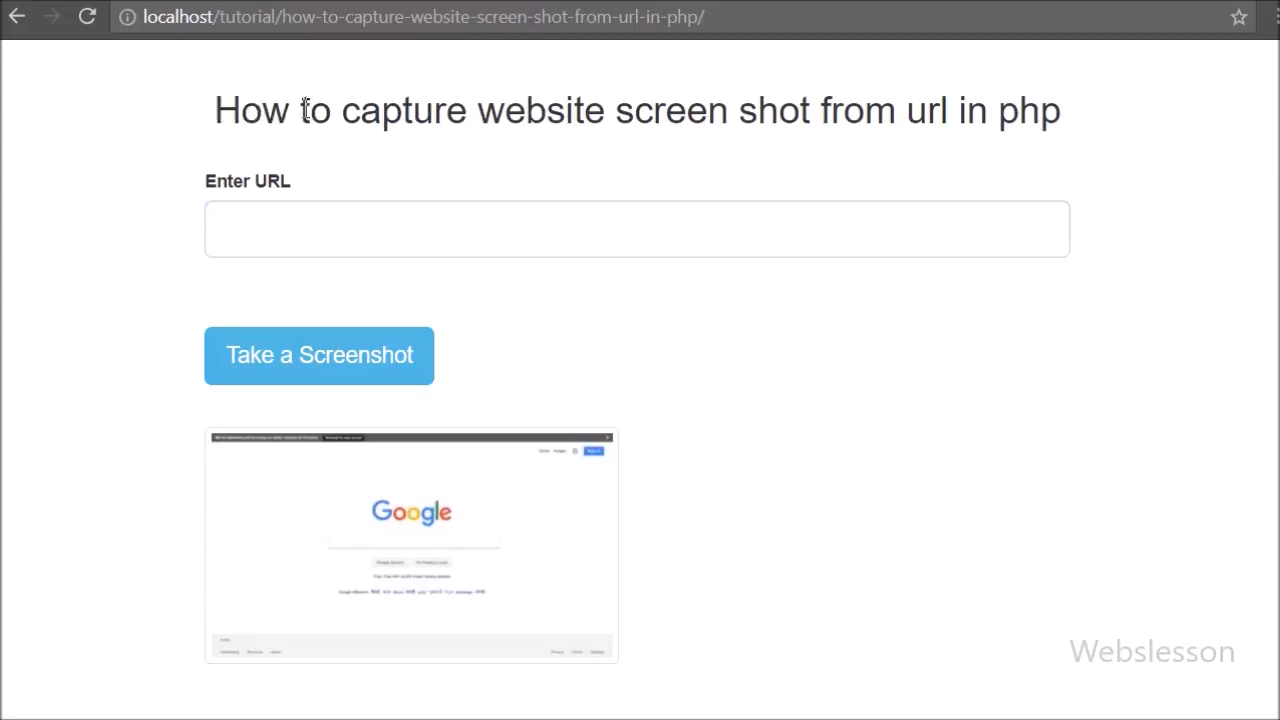 localhost/tutorial/how-to-capture-website-screen-shot-from-url-in-php/
How to capture website screen shot from url in php
Enter URL
Take a Screenshot
Google
Webslesson